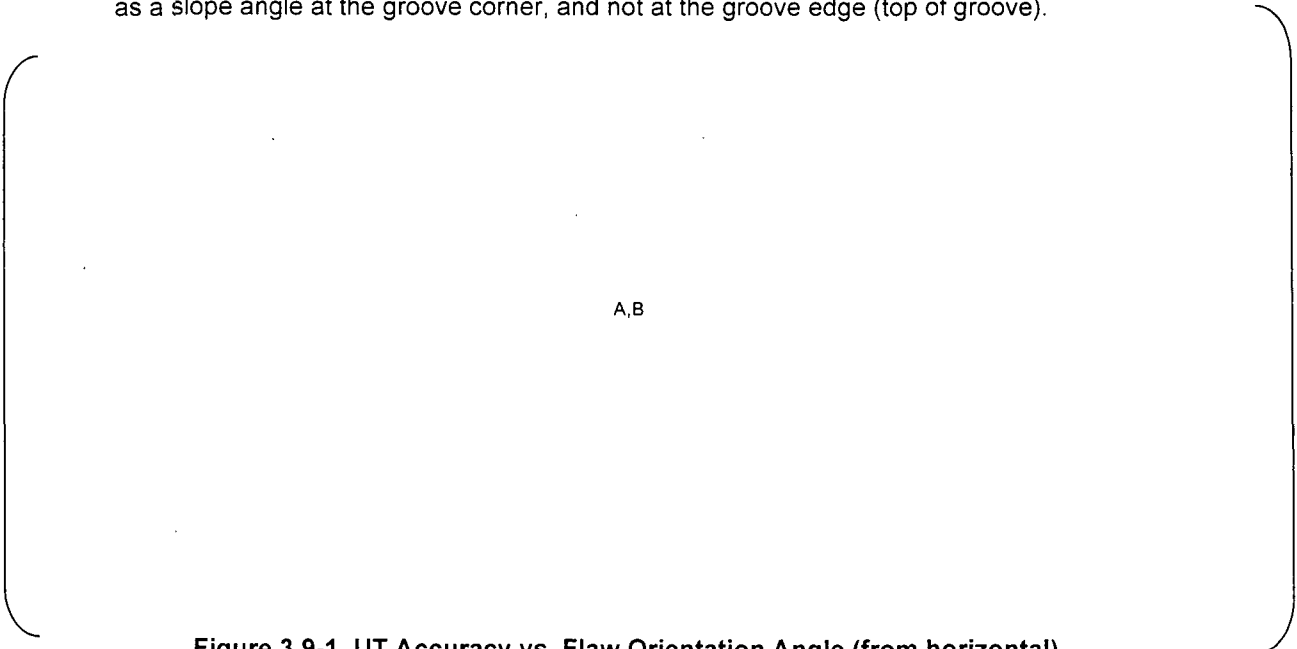 as a slope angle at the groove corner, and not at the groove edge (top of groove).
A,B
Figure 3.9-1 UT Accuracy vs. Flaw Orientation Angle (from horizontal)